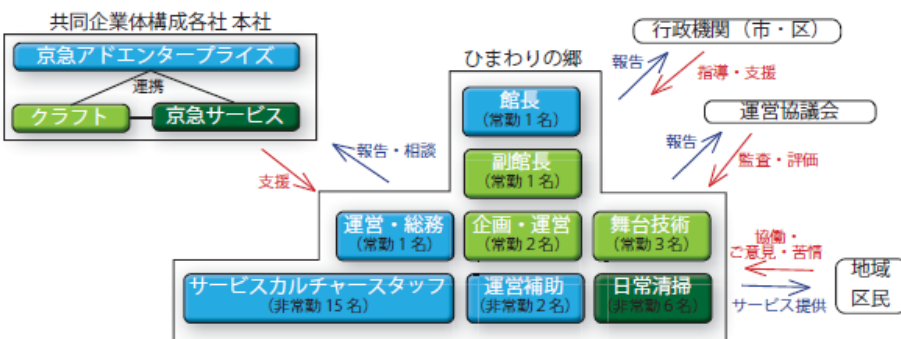 共同企業体構成各社 本社
京急アドエンタープライズ
連携
クラフト
京急サービス
支援
報告・相談
ひまわりの郷
館長
(常勤1名)
副館長
(常勤1名)
運営・総務
(常勤1名)
企画・運営
(常勤2名)
舞台技術
(常勤3名)
サービスカルチャースタッフ
(非常勤15名)
運営補助
(非常勤2名)
日常清掃
(非常勤6名)
行政機関(市・区)
報告
指導・支援
運営協議会
報告
監査・評価
協働・
ご意見・苦情
サービス提供
地域
区民